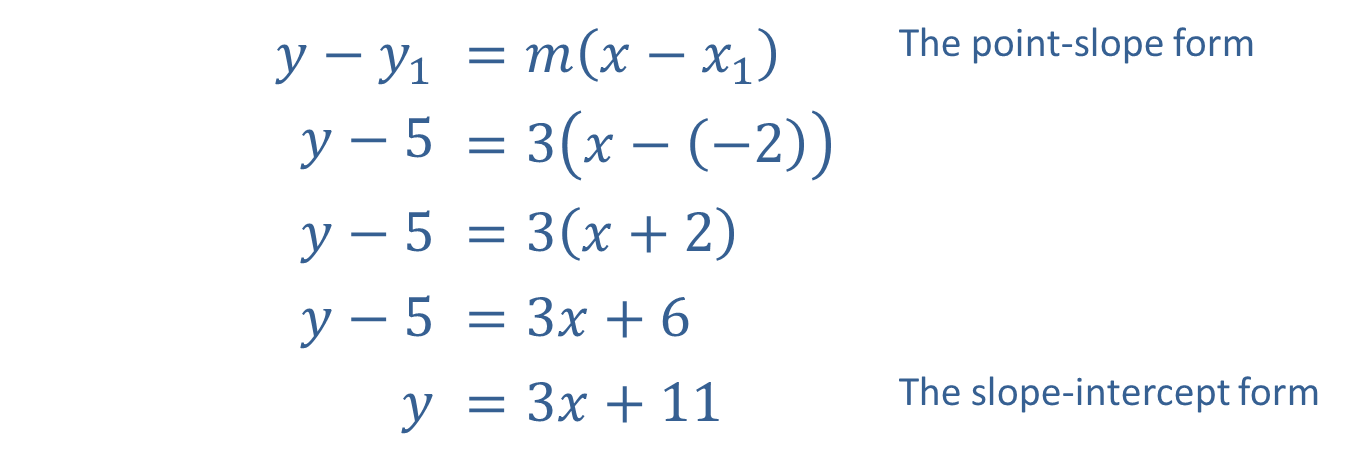 y − y₁ = m(x − x₁) The point-slope form
y − 5 = 3(x − (−2))
y − 5 = 3(x + 2)
y − 5 = 3x + 6
y = 3x + 11 The slope-intercept form